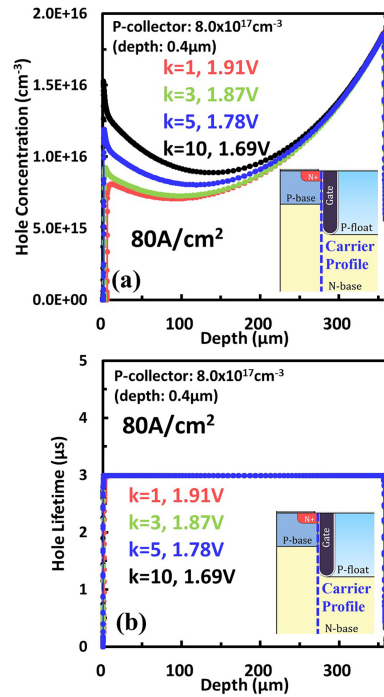 P-collector: 8.0x10¹⁷cm⁻³
(depth: 0.4μm)
k=1, 1.91V
k=3, 1.87V
k=5, 1.78V
k=10, 1.69V
80A/cm²
(a)
Hole Concentration (cm⁻³)
2.0E+16
1.5E+16
1.0E+16
5.0E+15
0.0E+00
0
100
200
300
Depth (μm)
N+
P-base
Gate
P-float
Carrier
Profile
N-base
P-collector: 8.0x10¹⁷cm⁻³
(depth: 0.4μm)
80A/cm²
k=1, 1.91V
k=3, 1.87V
k=5, 1.78V
k=10, 1.69V
(b)
Hole Lifetime (μs)
5
4
3
2
1
0
0
100
200
300
Depth (μm)
N+
P-base
Gate
P-float
Carrier
Profile
N-base